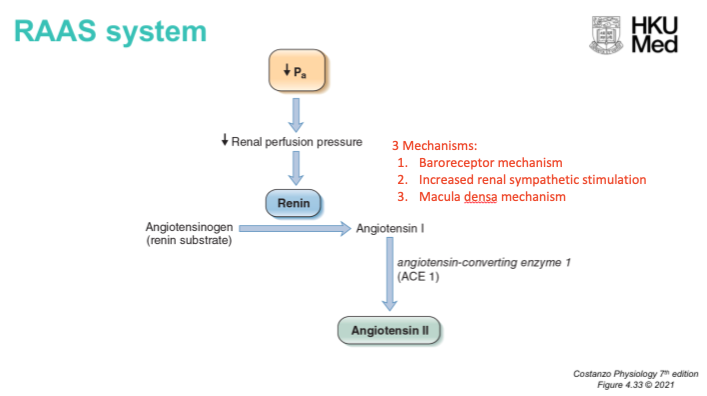 RAAS system
HKU
Med
↓ Pa
↓ Renal perfusion pressure
3 Mechanisms:
1. Baroreceptor mechanism
2. Increased renal sympathetic stimulation
3. Macula densa mechanism
Renin
Angiotensinogen
(renin substrate)
Angiotensin I
angiotensin-converting enzyme 1
(ACE 1)
Angiotensin II
Costanzo Physiology 7th edition
Figure 4.33 © 2021